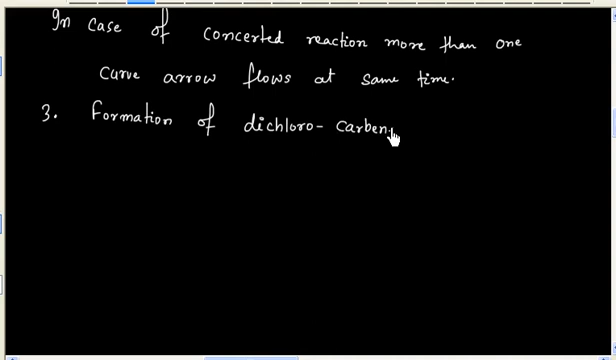 In case of concerted reaction more than one
curve arrow flows at same time.
3. Formation of dichloro-carben